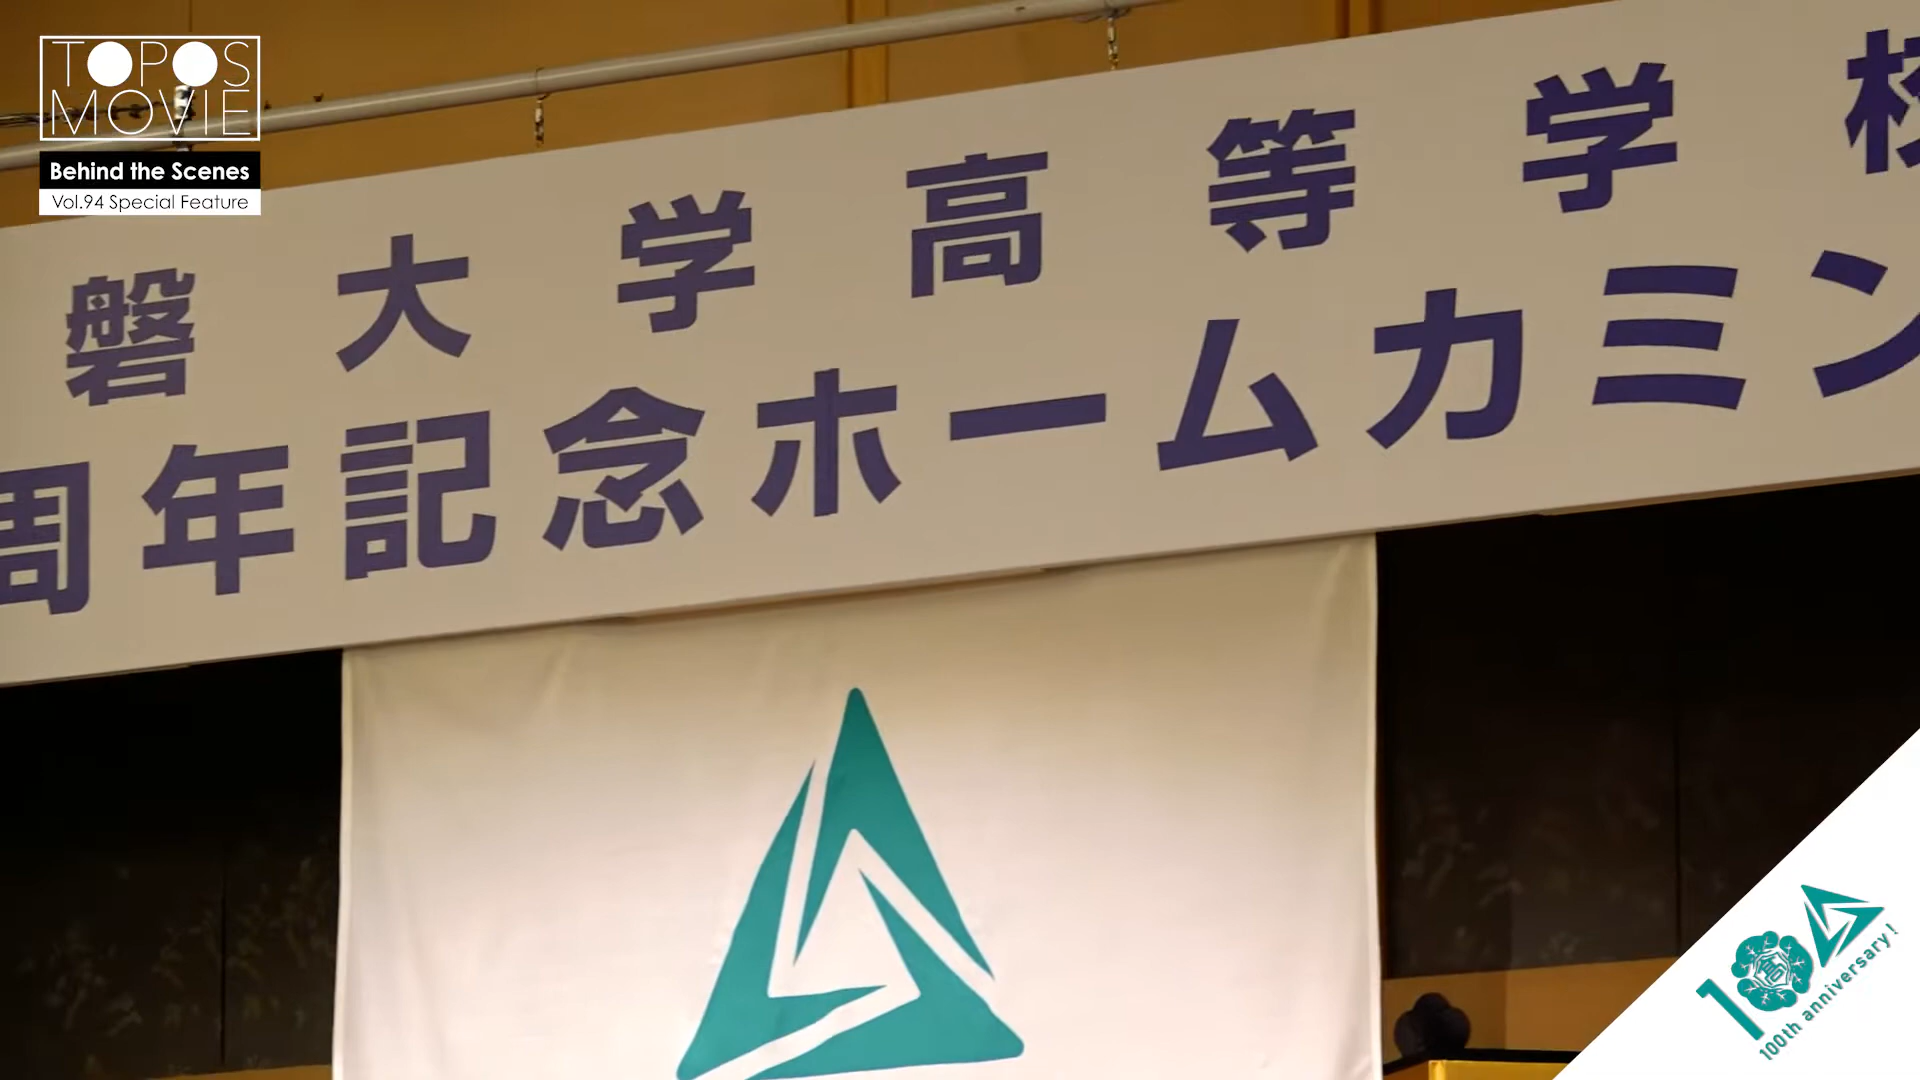 TOPOS
MOVIE
Behind the Scenes
Vol.94 Special Feature
磐大学高等学校
周年記念ホームカミン
100th anniversary!